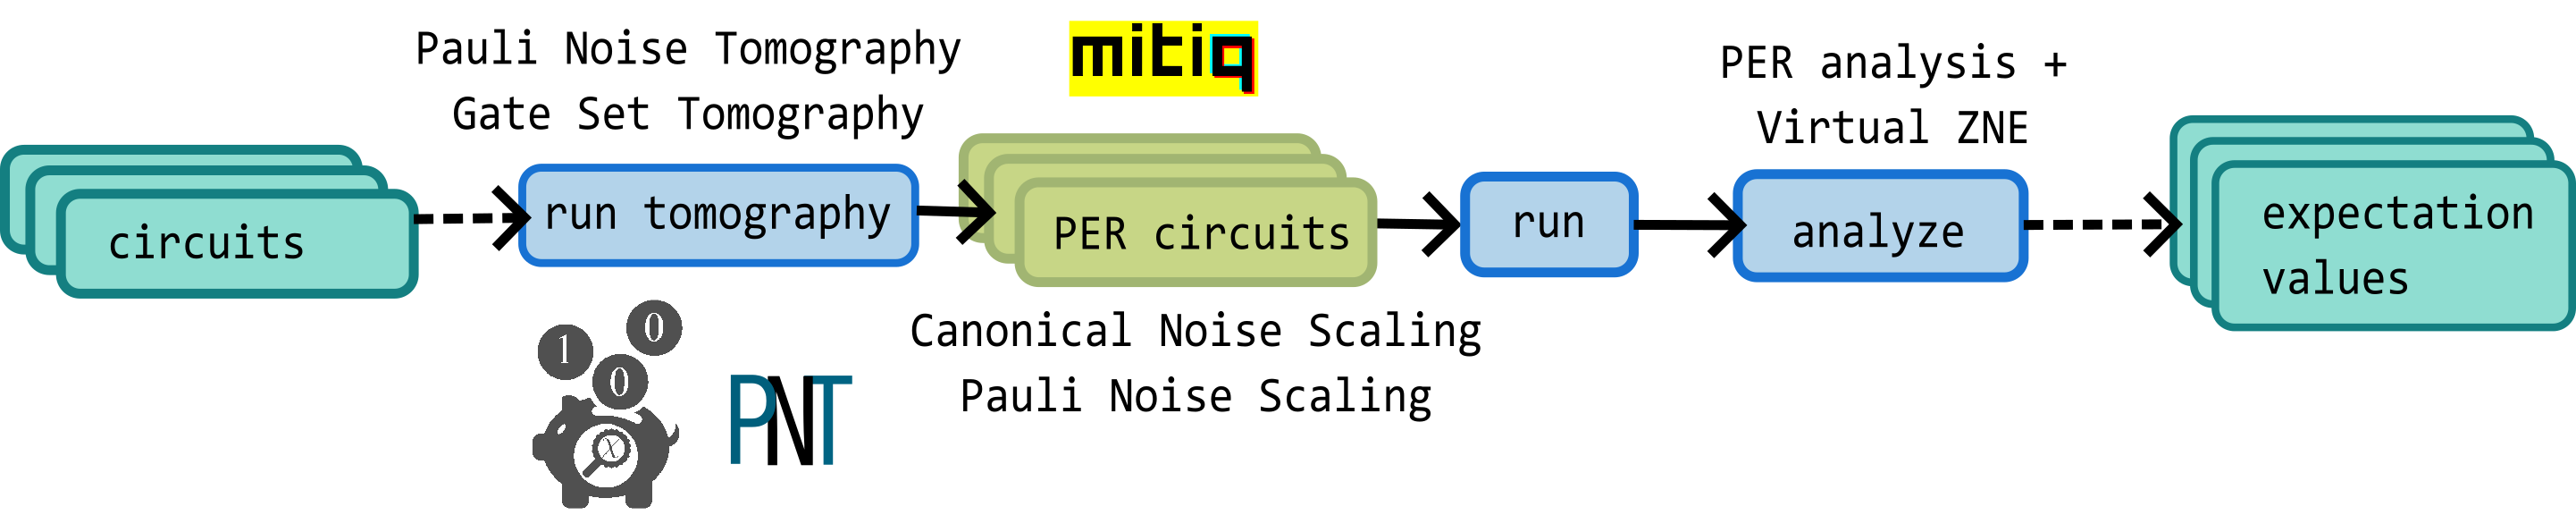 Pauli Noise Tomography
Gate Set Tomography
mitiq
PER analysis +
Virtual ZNE
circuits
run tomography
PER circuits
run
analyze
expectation
values
1
0
0
X
PNT
Canonical Noise Scaling
Pauli Noise Scaling